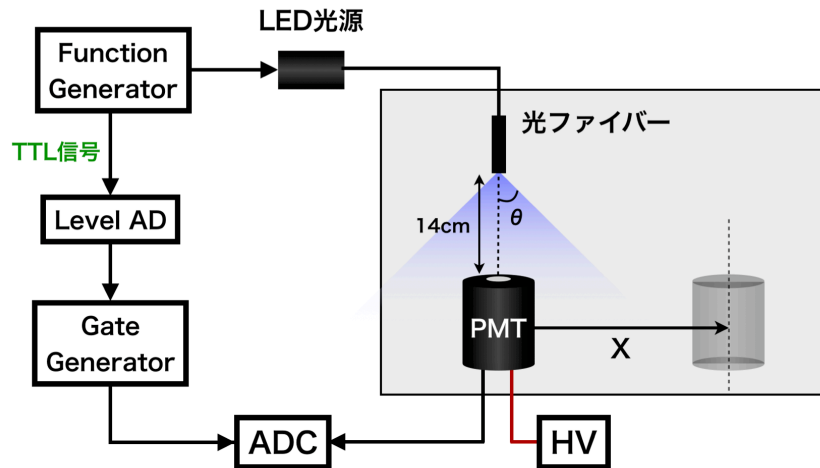 LED光源
Function
Generator
光ファイバー
TTL信号
14cm
θ
Level AD
PMT
X
Gate
Generator
ADC
HV